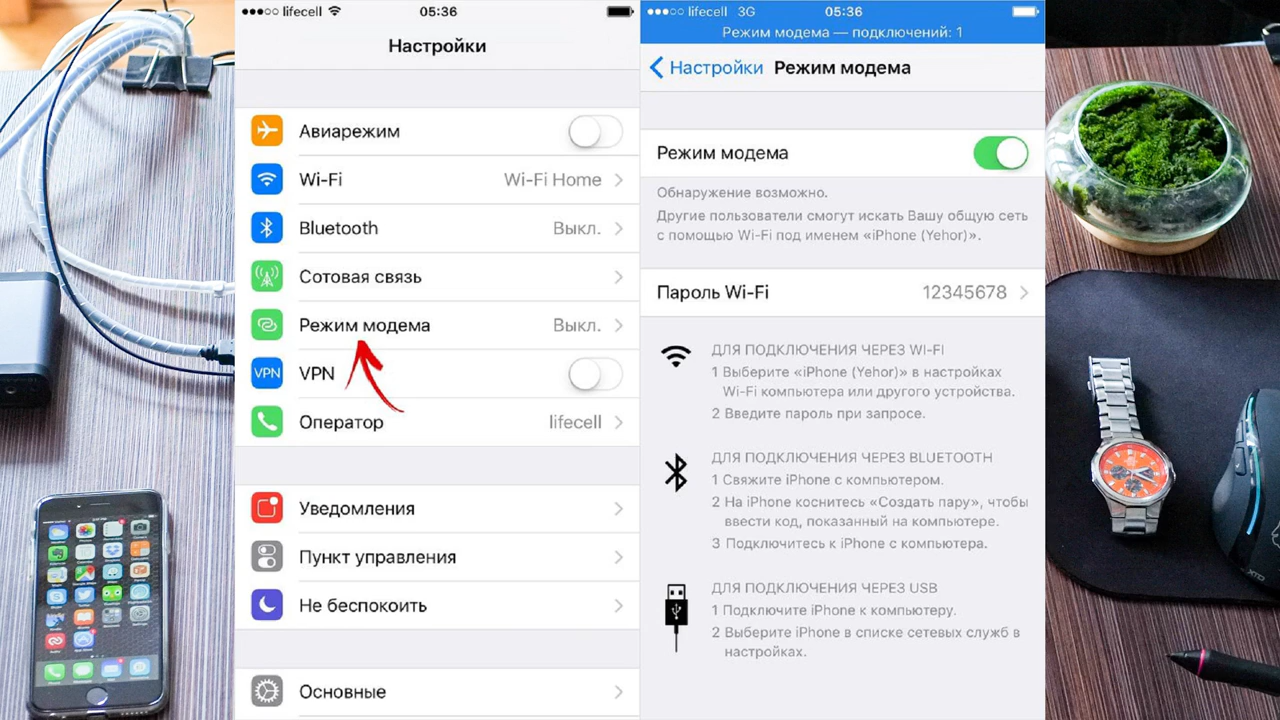 lifecell
05:36
Настройки
Авиарежим
Wi-Fi
Wi-Fi Home
Bluetooth
Выкл.
Сотовая связь
Режим модема
Выкл.
VPN
VPN
Оператор
lifecell
Уведомления
Пункт управления
Не беспокоить
Основные
lifecell 3G
05:36
Режим модема — подключений: 1
Настройки
Режим модема
Режим модема
Обнаружение возможно.
Другие пользователи смогут искать Вашу общую сеть
с помощью Wi-Fi под именем «iPhone (Yehor)».
Пароль Wi-Fi
12345678
ДЛЯ ПОДКЛЮЧЕНИЯ ЧЕРЕЗ WI-FI
1 Выберите «iPhone (Yehor)» в настройках
Wi-Fi компьютера или другого устройства.
2 Введите пароль при запросе.
ДЛЯ ПОДКЛЮЧЕНИЯ ЧЕРЕЗ BLUETOOTH
1 Свяжите iPhone с компьютером.
2 На iPhone коснитесь «Создать пару», чтобы
ввести код, показанный на компьютере.
3 Подключитесь к iPhone с компьютера.
ДЛЯ ПОДКЛЮЧЕНИЯ ЧЕРЕЗ USB
1 Подключите iPhone к компьютеру.
2 Выберите iPhone в списке сетевых служб в
настройках.